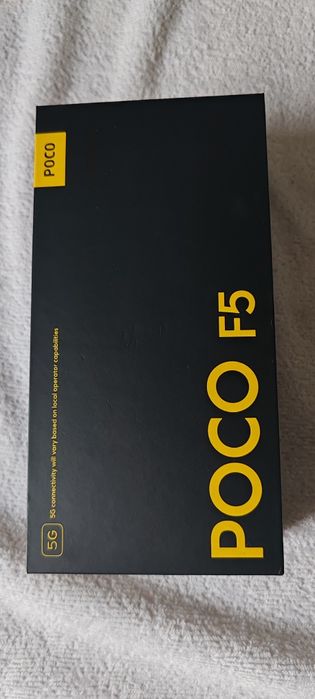 POCO
POCO F5
5G
5G connectivity will vary based on local operator capabilities